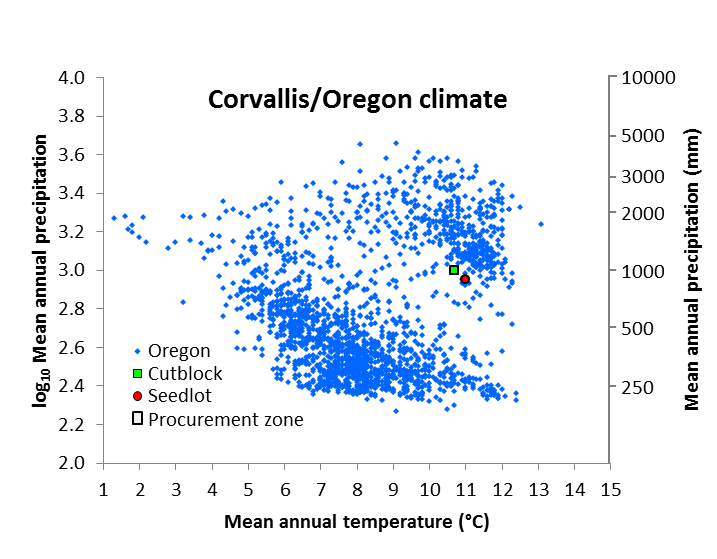 Corvallis/Oregon climate
log10 Mean annual precipitation
4.0
3.8
3.6
3.4
3.2
3.0
2.8
2.6
2.4
2.2
2.0
Oregon
Cutblock
Seedlot
Procurement zone
1 2 3 4 5 6 7 8 9 10 11 12 13 14 15
Mean annual temperature (°C)
10000
5000
3000
2000
1000
500
250
Mean annual precipitation (mm)